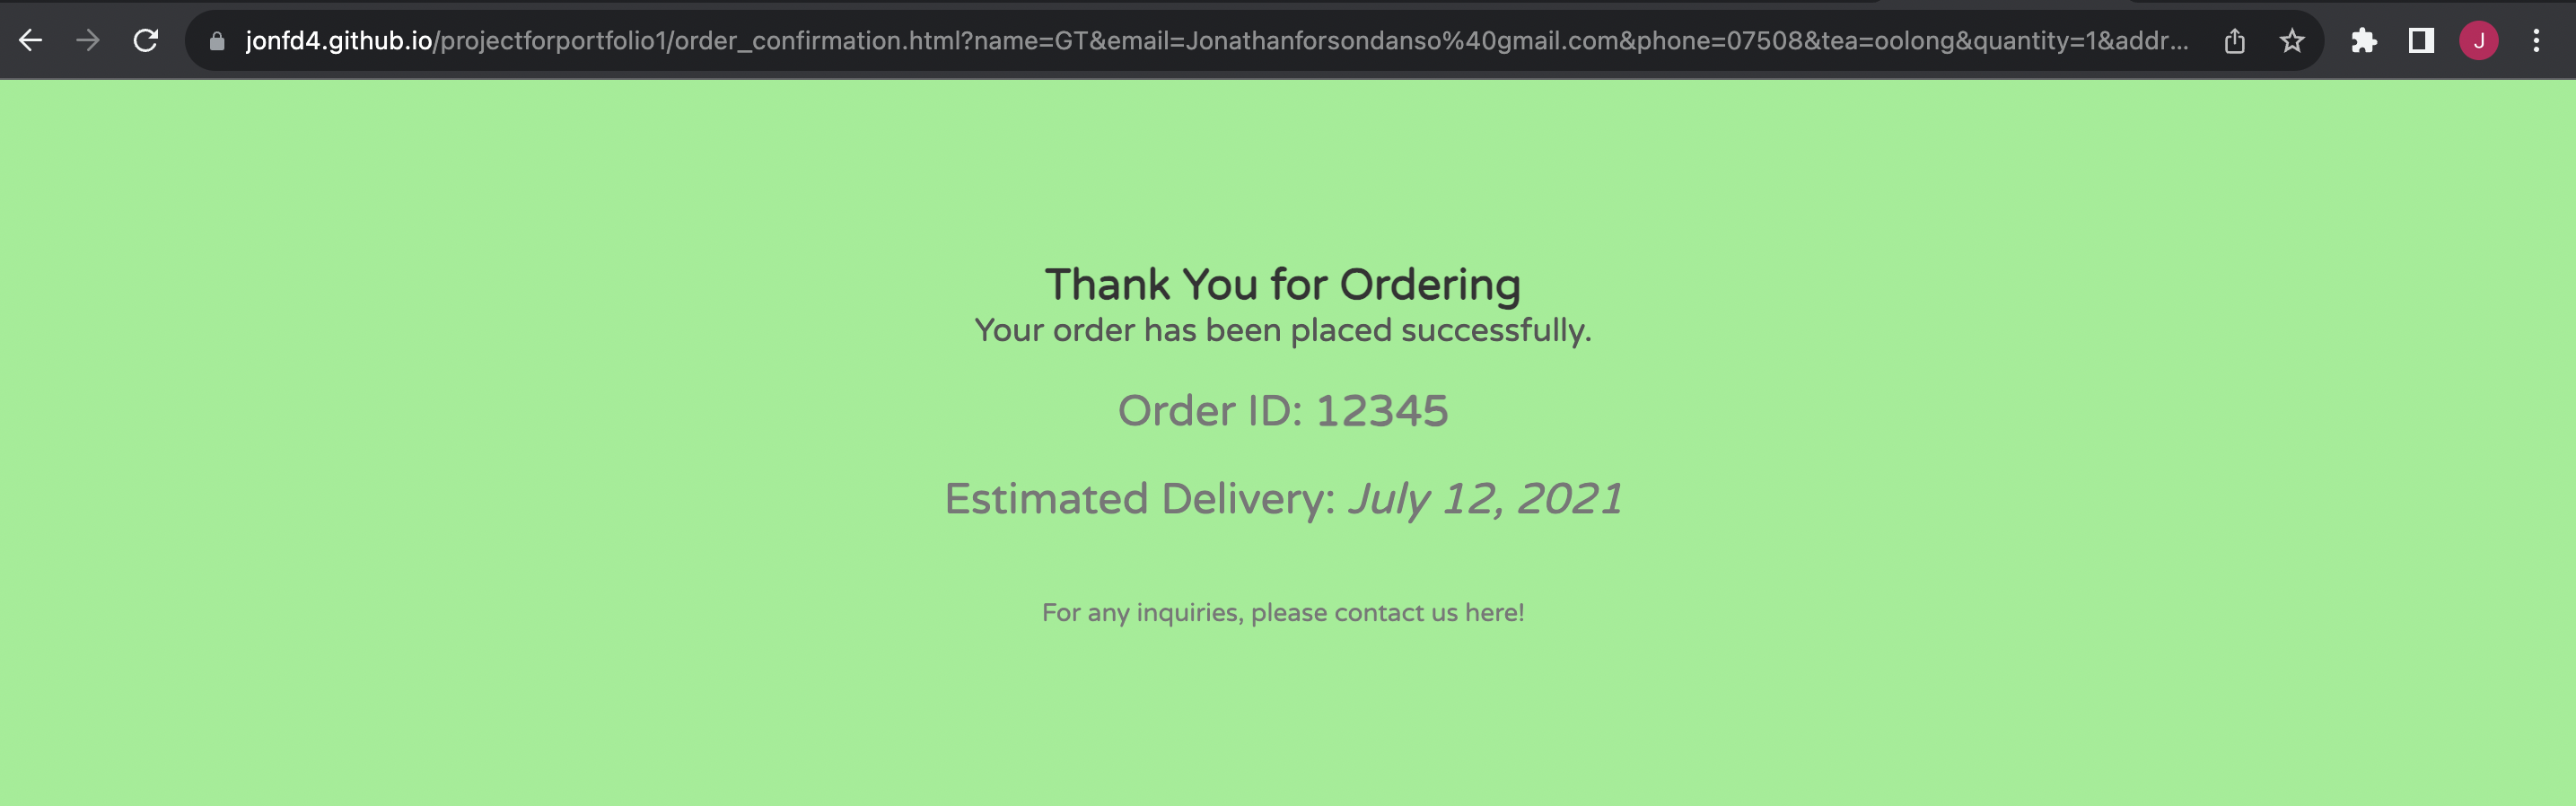 jonfd4.github.io/projectforportfolio1/order_confirmation.html?name=GT&email=Jonathanforsondanso%40gmail.com&phone=07508&tea=oolong&quantity=1&addr...
J
Thank You for Ordering
Your order has been placed successfully.
Order ID: 12345
Estimated Delivery: July 12, 2021
For any inquiries, please contact us here!